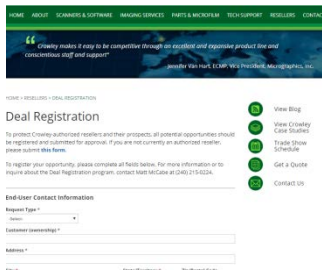 HOME ABOUT SCANNERS & SOFTWARE IMAGING SERVICES PARTS & MICROFILM TECH SUPPORT RESELLERS CONTAC
“ Crowley makes it easy to be competitive through an excellent and expansive product line and
conscientious staff and support"
Jennifer Van Hart, ECMP, Vice President, Micrographics, Inc.
HOME » RESELLERS » DEAL REGISTRATION
Deal Registration
To protect Crowley-authorized resellers and their prospects, all potential opportunities should
be registered and submitted for approval. If you are not currently an authorized reseller,
please submit this form.
To register your opportunity, please complete all fields below. For more information or to
inquire about the Deal Registration program, contact Matt McCabe at (240) 215-0224.
End-User Contact Information
Request Type *
-Select-
Customer (ownership) *
Address *
View Blog
View Crowley
Case Studies
Trade Show
Schedule
Get a Quote
Contact Us